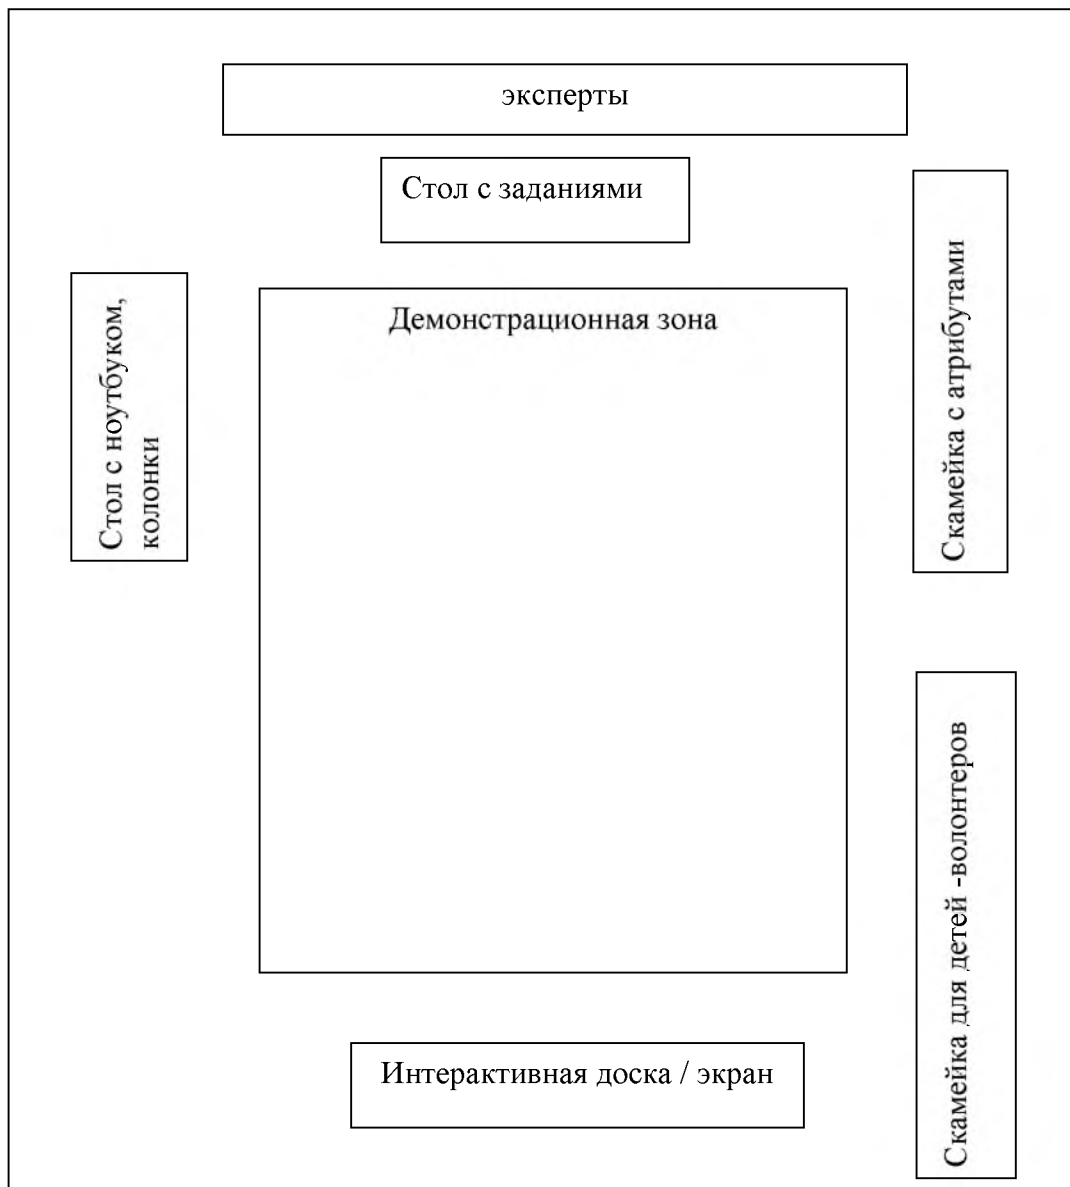 эксперты
Стол с заданиями
Демонстрационная зона
Стол с ноутбуком,
колонки
Скамейка с атрибутами
Скамейка для детей -волонтеров
Интерактивная доска / экран